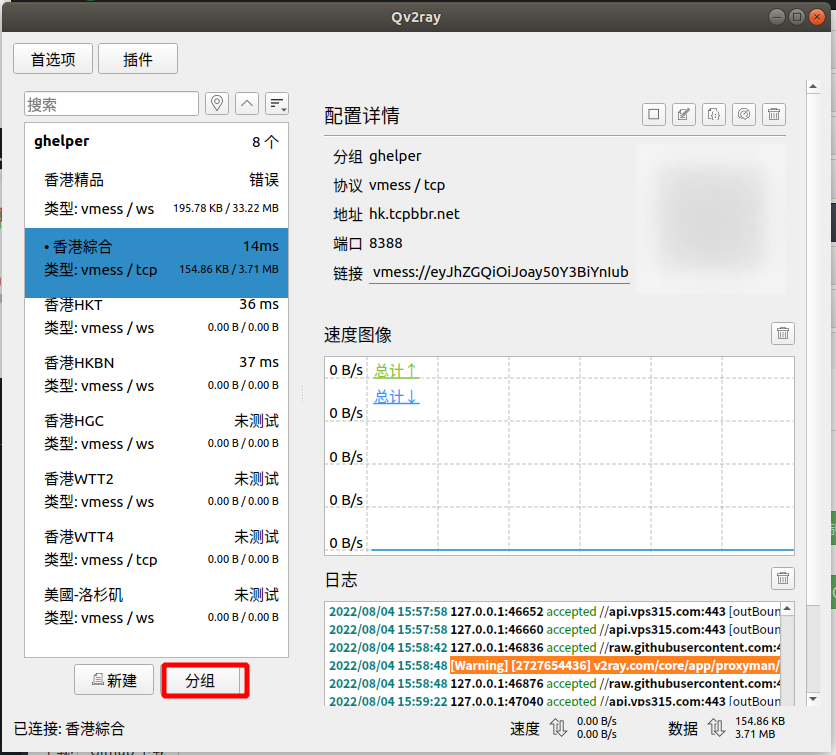 Qv2ray
首选项
插件
搜索
ghelper 8 个
香港精品 错误
类型: vmess / ws 195.78 KB / 33.22 MB
• 香港綜合 14ms
类型: vmess / tcp 154.86 KB / 3.71 MB
香港HKT 36 ms
类型: vmess / ws 0.00 B / 0.00 B
香港HKBN 37 ms
类型: vmess / ws 0.00 B / 0.00 B
香港HGC 未测试
类型: vmess / ws 0.00 B / 0.00 B
香港WTT2 未测试
类型: vmess / ws 0.00 B / 0.00 B
香港WTT4 未测试
类型: vmess / tcp 0.00 B / 0.00 B
美國-洛杉矶 未测试
类型: vmess / ws 0.00 B / 0.00 B
新建
分组
配置详情
分组 ghelper
协议 vmess / tcp
地址 hk.tcpbbr.net
端口 8388
链接 vmess://eyJhZGQiOiJoay50Y3BiYnIub
速度图像
0 B/s 总计↑
总计↓
0 B/s
0 B/s
0 B/s
0 B/s
日志
2022/08/04 15:57:58 127.0.0.1:46652 accepted //api.vps315.com:443 [outBoun
2022/08/04 15:57:58 127.0.0.1:46660 accepted //api.vps315.com:443 [outBoun
2022/08/04 15:58:42 127.0.0.1:46836 accepted //raw.githubusercontent.com:4
2022/08/04 15:58:48 [Warning] [2727654436] v2ray.com/core/app/proxyman/
2022/08/04 15:58:48 127.0.0.1:46876 accepted //raw.githubusercontent.com:4
2022/08/04 15:59:22 127.0.0.1:47040 accepted //api.vps315.com:443 [outBoun
已连接: 香港綜合
速度 0.00 B/s
0.00 B/s
数据 154.86 KB
3.71 MB